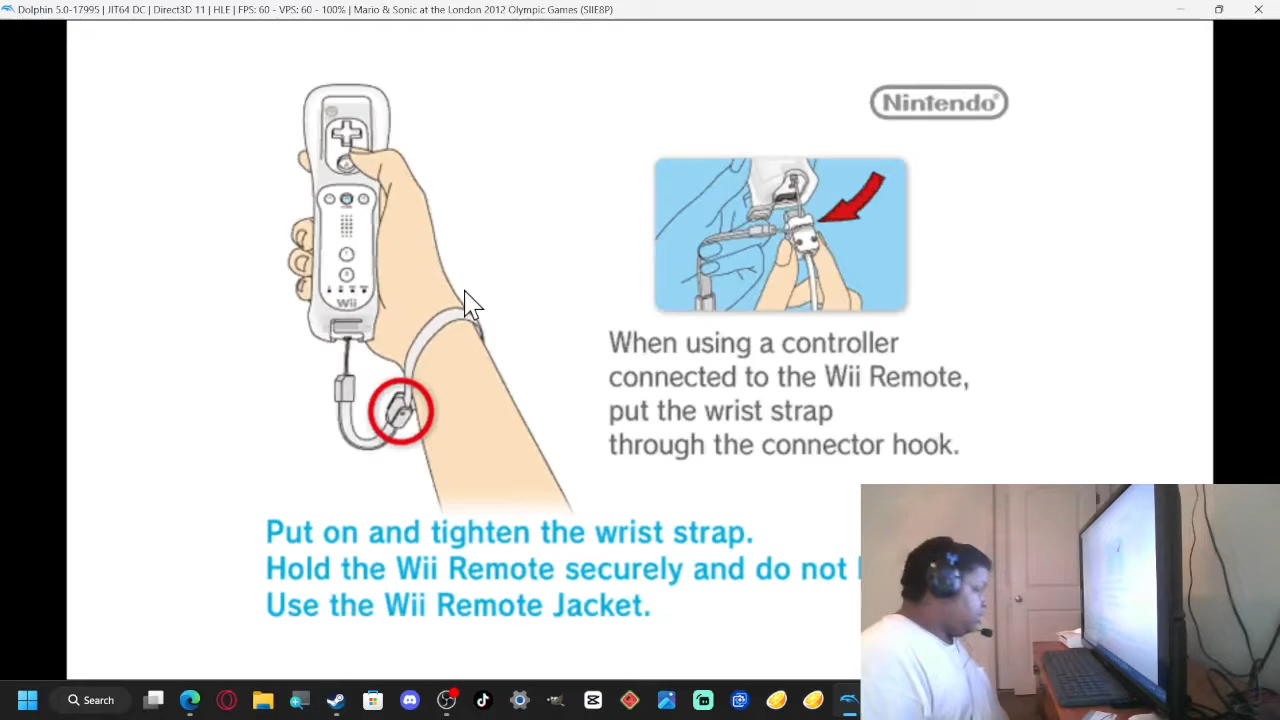 Dolphin 5.0-17995 | JIT64 DC | Direct3D 11 | HLE | FPS: 60 - VPS: 60 - 100% | Mario & Sonic at the London 2012 Olympic Games (SIIE8P)
Nintendo®
Wii
When using a controller
connected to the Wii Remote,
put the wrist strap
through the connector hook.
Put on and tighten the wrist strap.
Hold the Wii Remote securely and do not
Use the Wii Remote Jacket.
Search